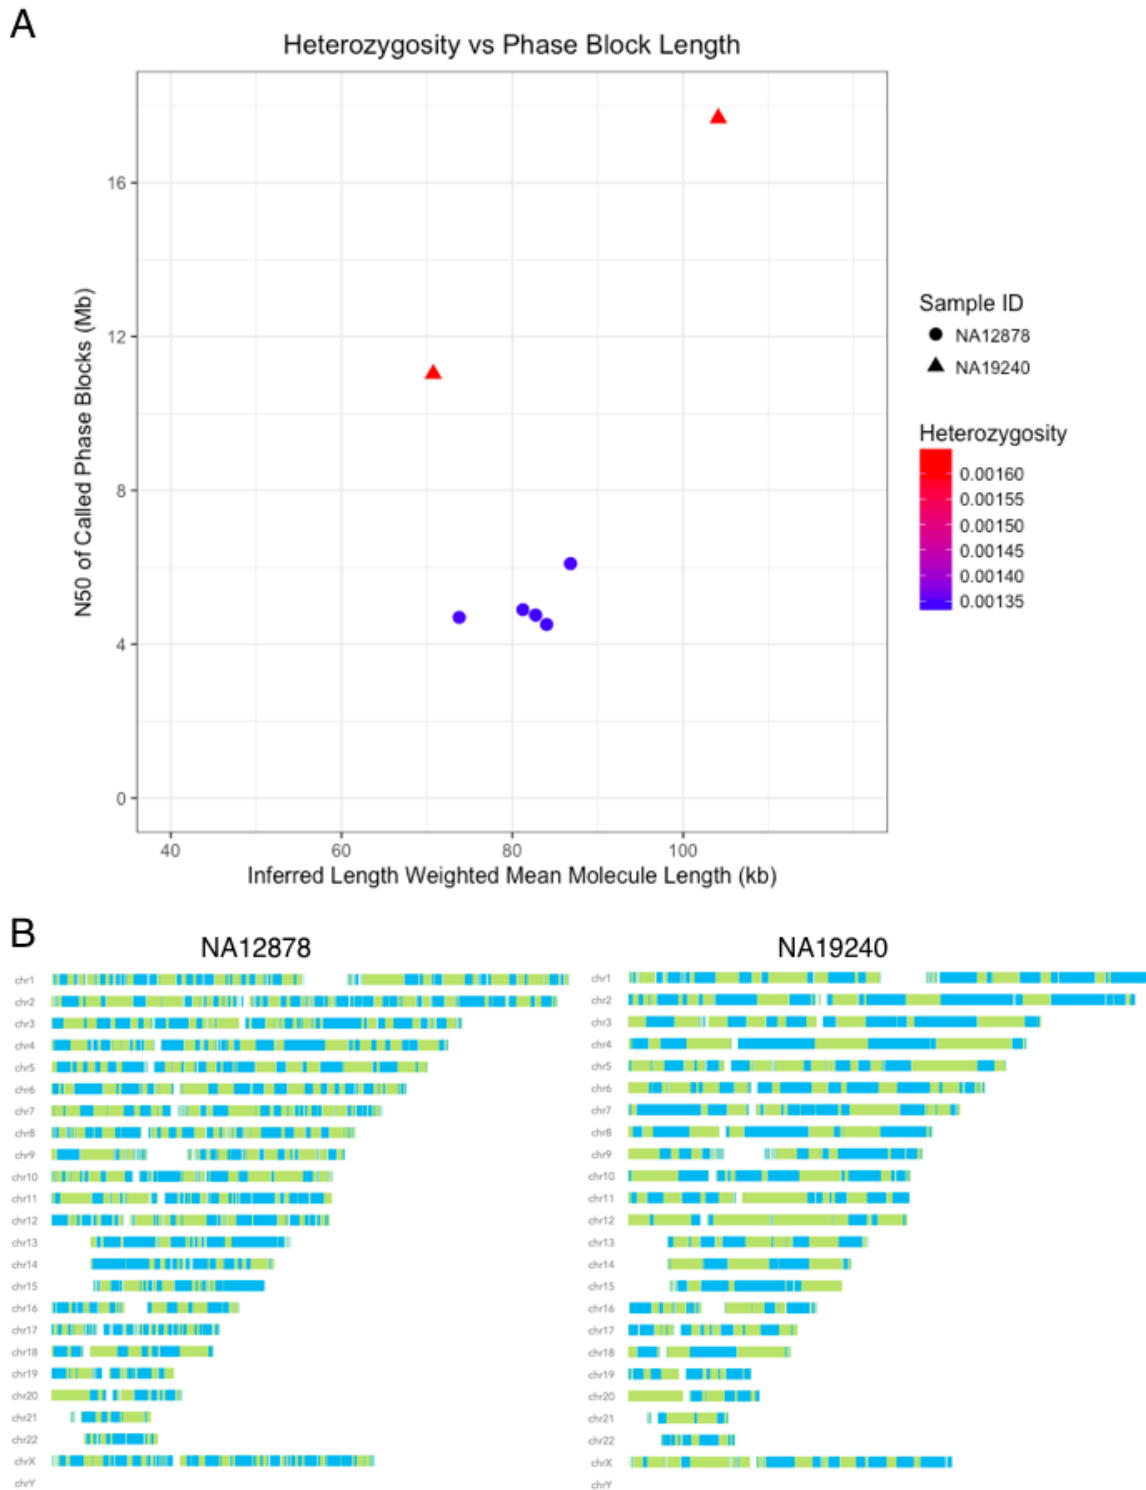 A
Heterozygosity vs Phase Block Length
N50 of Called Phase Blocks (Mb)
16
12
8
4
0
40 60 80 100
Inferred Length Weighted Mean Molecule Length (kb)
Sample ID
NA12878
NA19240
Heterozygosity
0.00160
0.00155
0.00150
0.00145
0.00140
0.00135
B
NA12878
chr1
chr2
chr3
chr4
chr5
chr6
chr7
chr8
chr9
chr10
chr11
chr12
chr13
chr14
chr15
chr16
chr17
chr18
chr19
chr20
chr21
chr22
chrX
chrY
NA19240
chr1
chr2
chr3
chr4
chr5
chr6
chr7
chr8
chr9
chr10
chr11
chr12
chr13
chr14
chr15
chr16
chr17
chr18
chr19
chr20
chr21
chr22
chrX
chrY